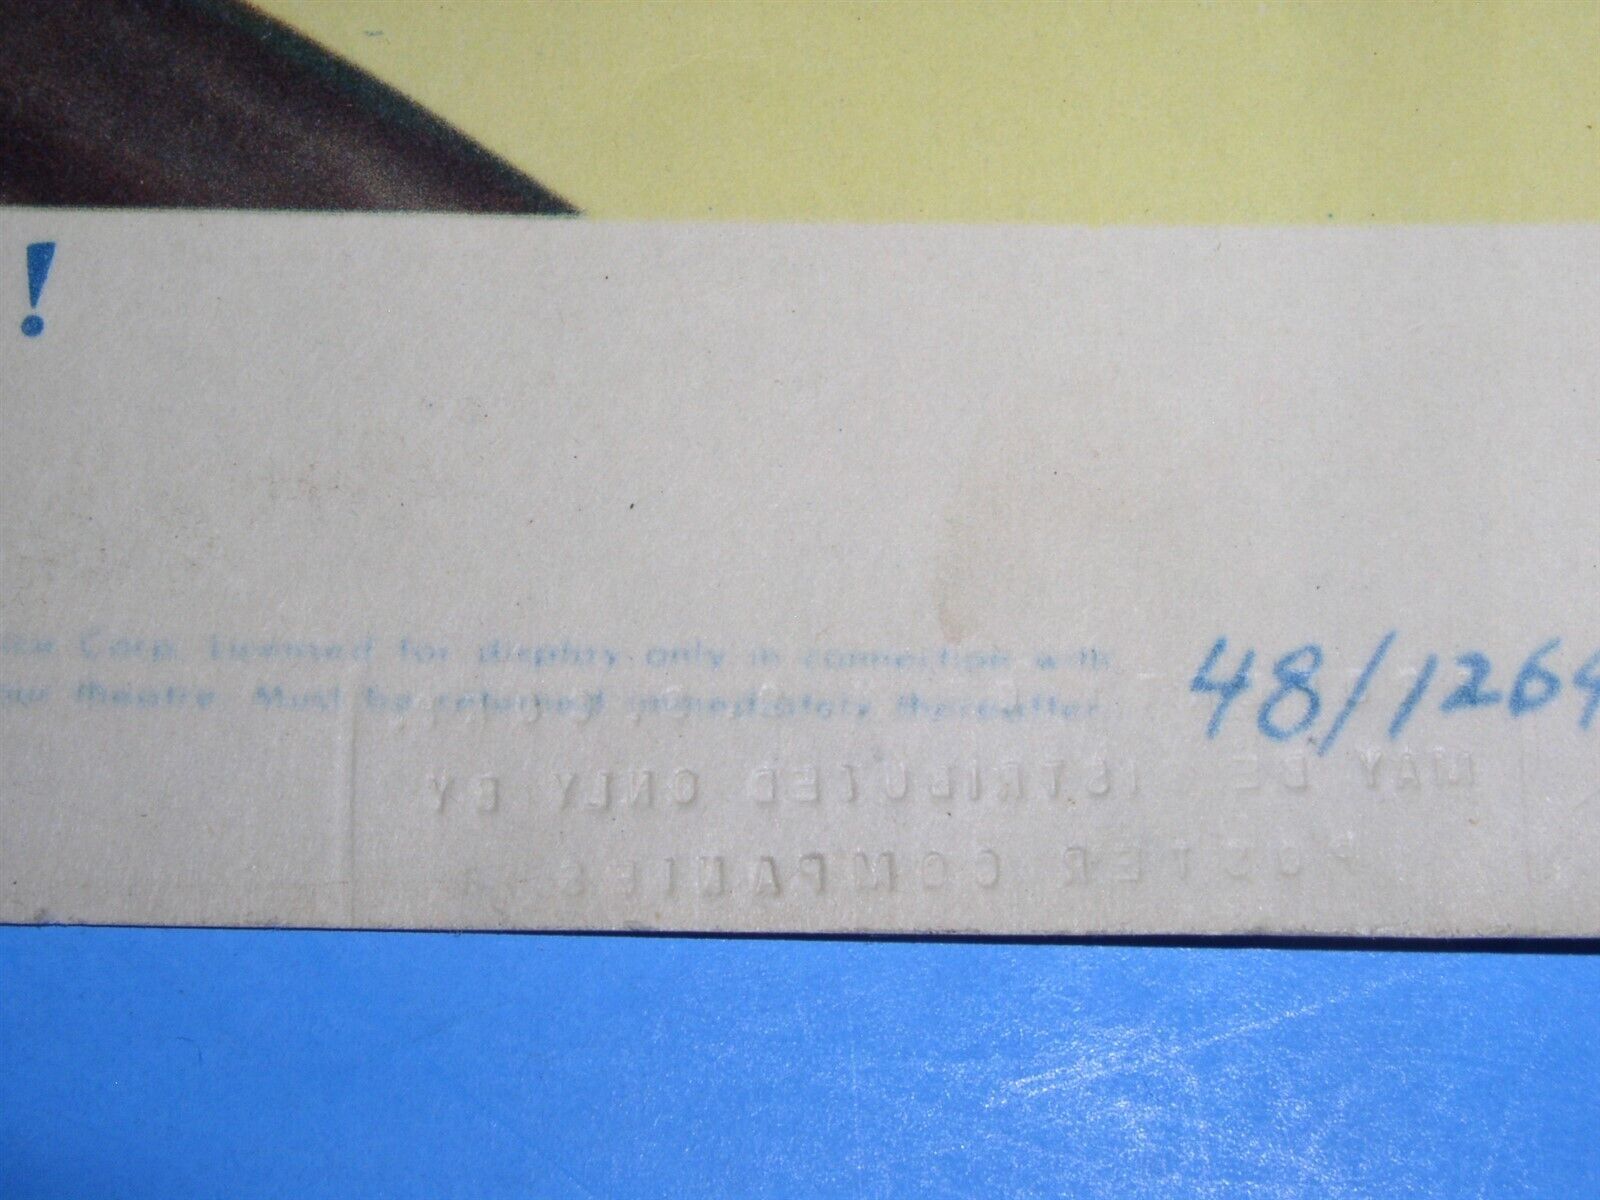 !
Corp. Licensed for display only in connection with
theatre. Must be returned immediately thereafter.
48/1264
MAY BE DISTRIBUTED ONLY BY
POSTER COMPANIES